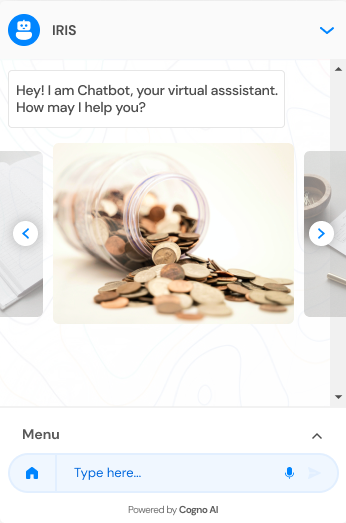 IRIS
Hey! I am Chatbot, your virtual asssistant.
How may I help you?
Menu
Type here...
Powered by Cogno AI